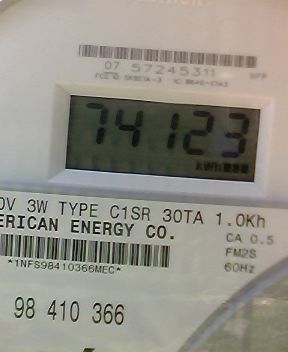 07 57245311
74123
kWh
0V 3W TYPE C1SR 30TA 1.0Kh
ERICAN ENERGY CO.
CA 0.5
*1NFS98410366MEC*
FM2S
60Hz
98 410 366